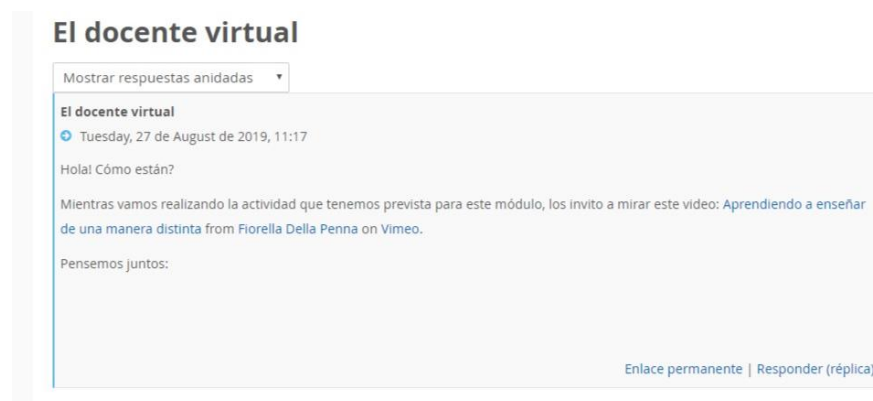 El docente virtual
Mostrar respuestas anidadas
El docente virtual
Tuesday, 27 de August de 2019, 11:17
Hola! Cómo están?
Mientras vamos realizando la actividad que tenemos prevista para este módulo, los invito a mirar este video: Aprendiendo a enseñar
de una manera distinta from Fiorella Della Penna on Vimeo.
Pensemos juntos:
Enlace permanente | Responder (réplica)